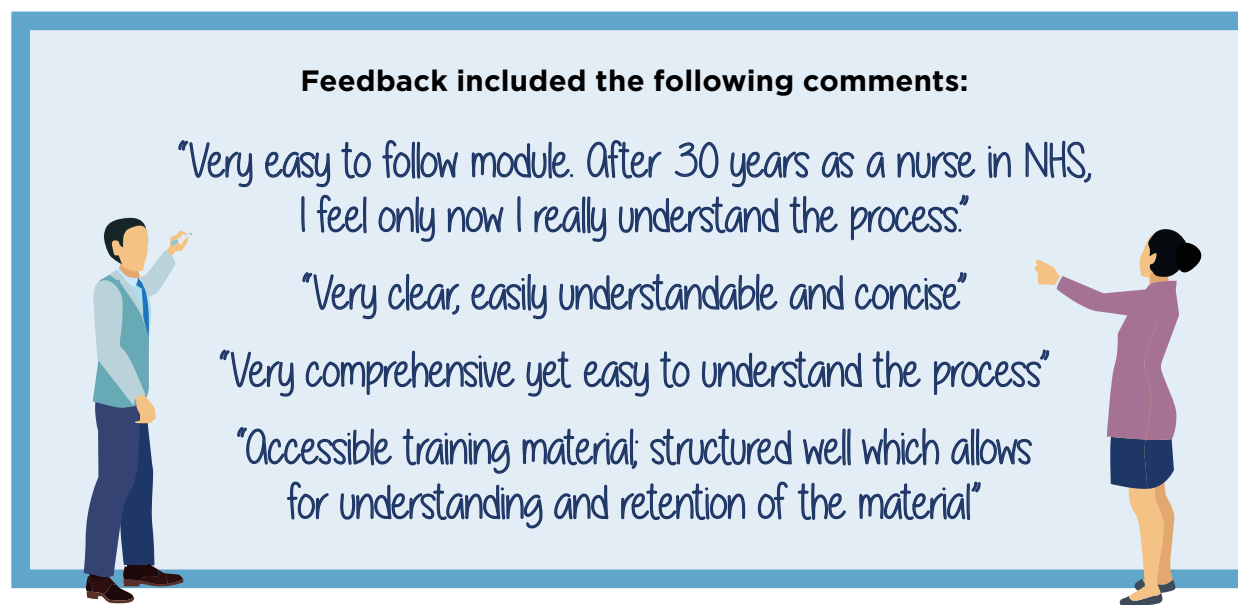 Feedback included the following comments:
"Very easy to follow module. After 30 years as a nurse in NHS,
I feel only now I really understand the process."
"Very clear, easily understandable and concise"
"Very comprehensive yet easy to understand the process"
"Accessible training material; structured well which allows
for understanding and retention of the material"